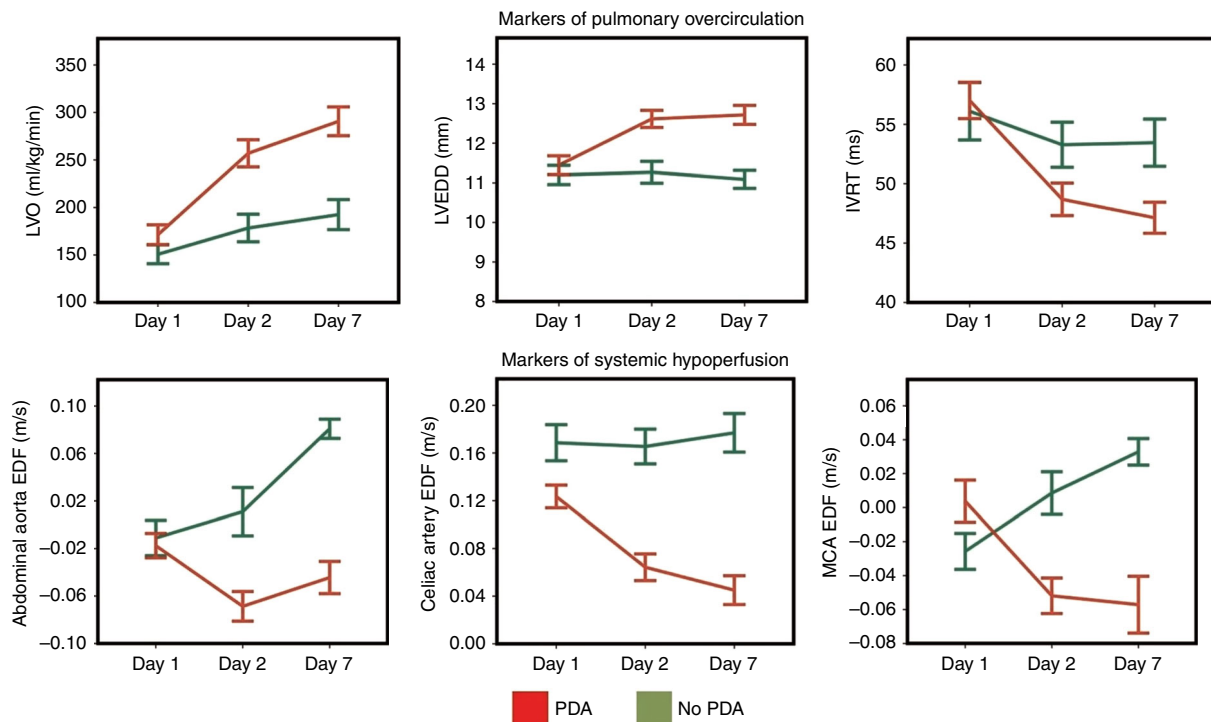 Markers of pulmonary overcirculation
LVO (ml/kg/min)
350
300
250
200
150
100
Day 1 Day 2 Day 7
LVEDD (mm)
14
13
12
11
10
9
8
Day 1 Day 2 Day 7
IVRT (ms)
60
55
50
45
40
Day 1 Day 2 Day 7
Markers of systemic hypoperfusion
Abdominal aorta EDF (m/s)
0.10
0.06
0.02
−0.02
−0.06
−0.10
Day 1 Day 2 Day 7
Celiac artery EDF (m/s)
0.20
0.16
0.12
0.08
0.04
0.00
Day 1 Day 2 Day 7
MCA EDF (m/s)
0.06
0.04
0.02
0.00
−0.02
−0.04
−0.06
−0.08
Day 1 Day 2 Day 7
PDA No PDA